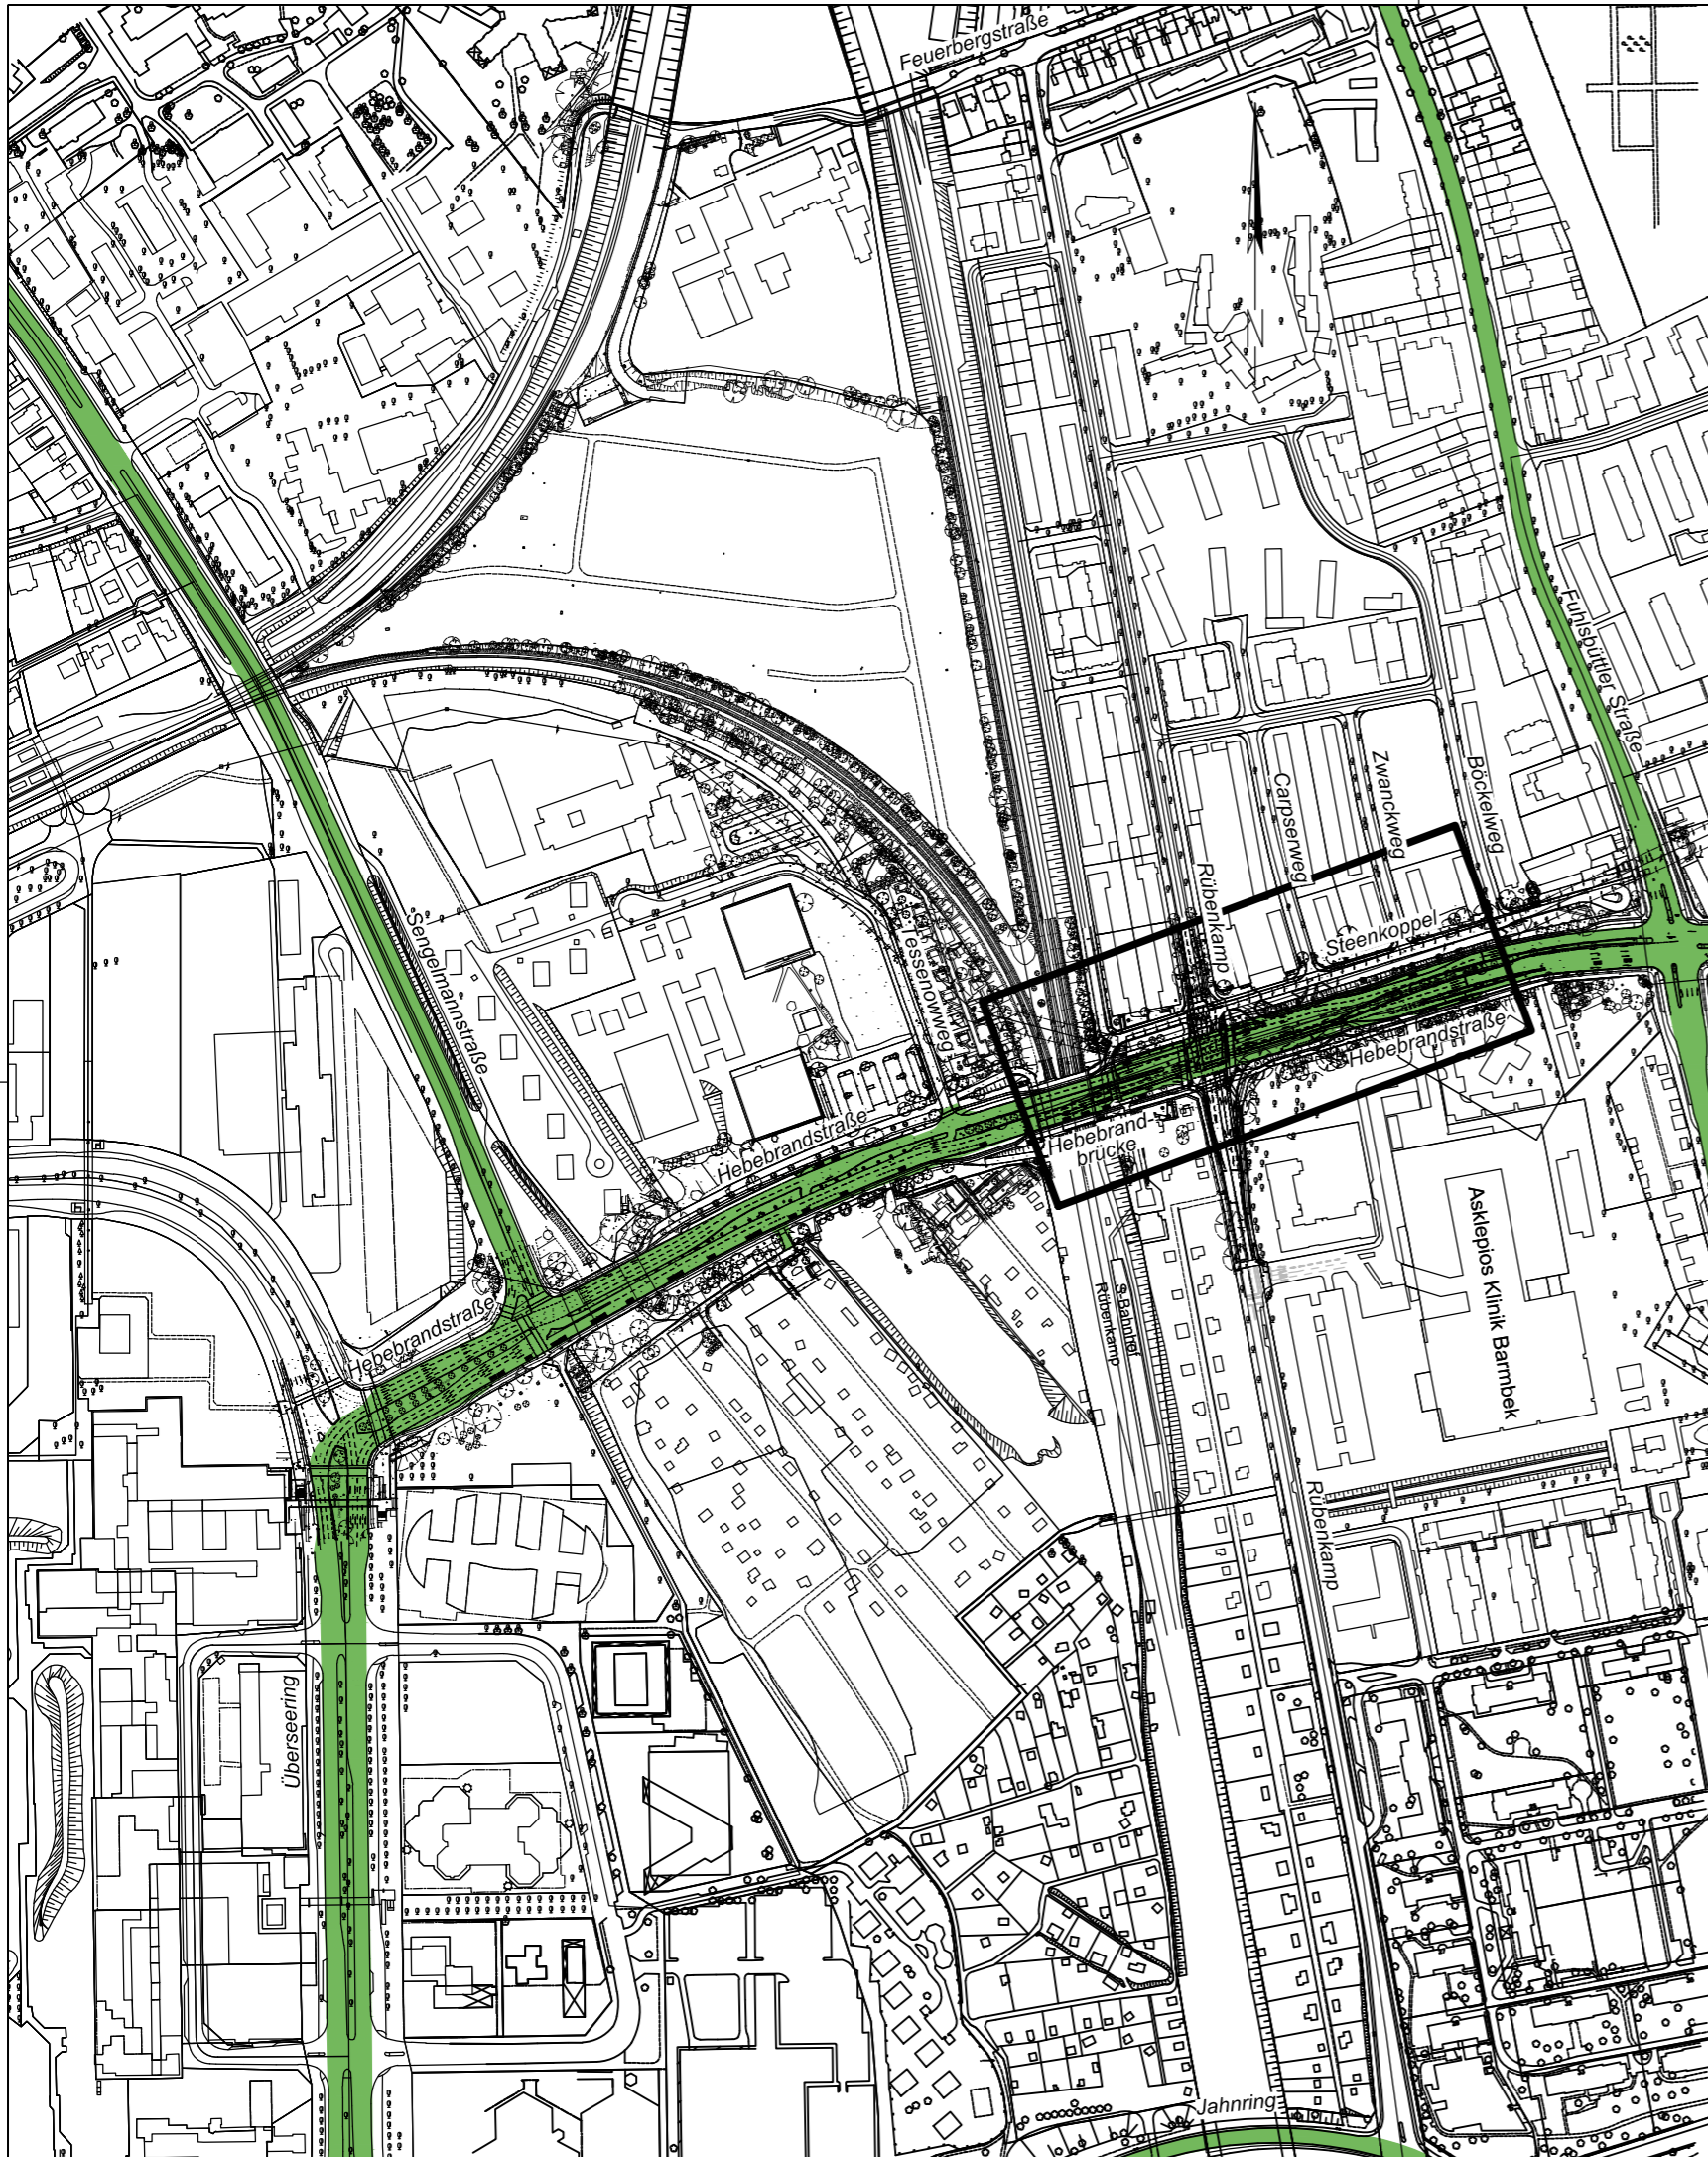 Feuerbergstraße
Fuhlsbüttler Straße
Zwanckweg
Böckelweg
Carpserweg
Rübenkamp
Steenkoppel
Sengelmannstraße
Tessenowweg
Hebebrandstraße
Hebebrandstraße
Hebebrand-
brücke
Asklepios Klinik Barmbek
S-Bahnhof
Rübenkamp
Hebebrandstraße
Rübenkamp
Überseering
Jahnring